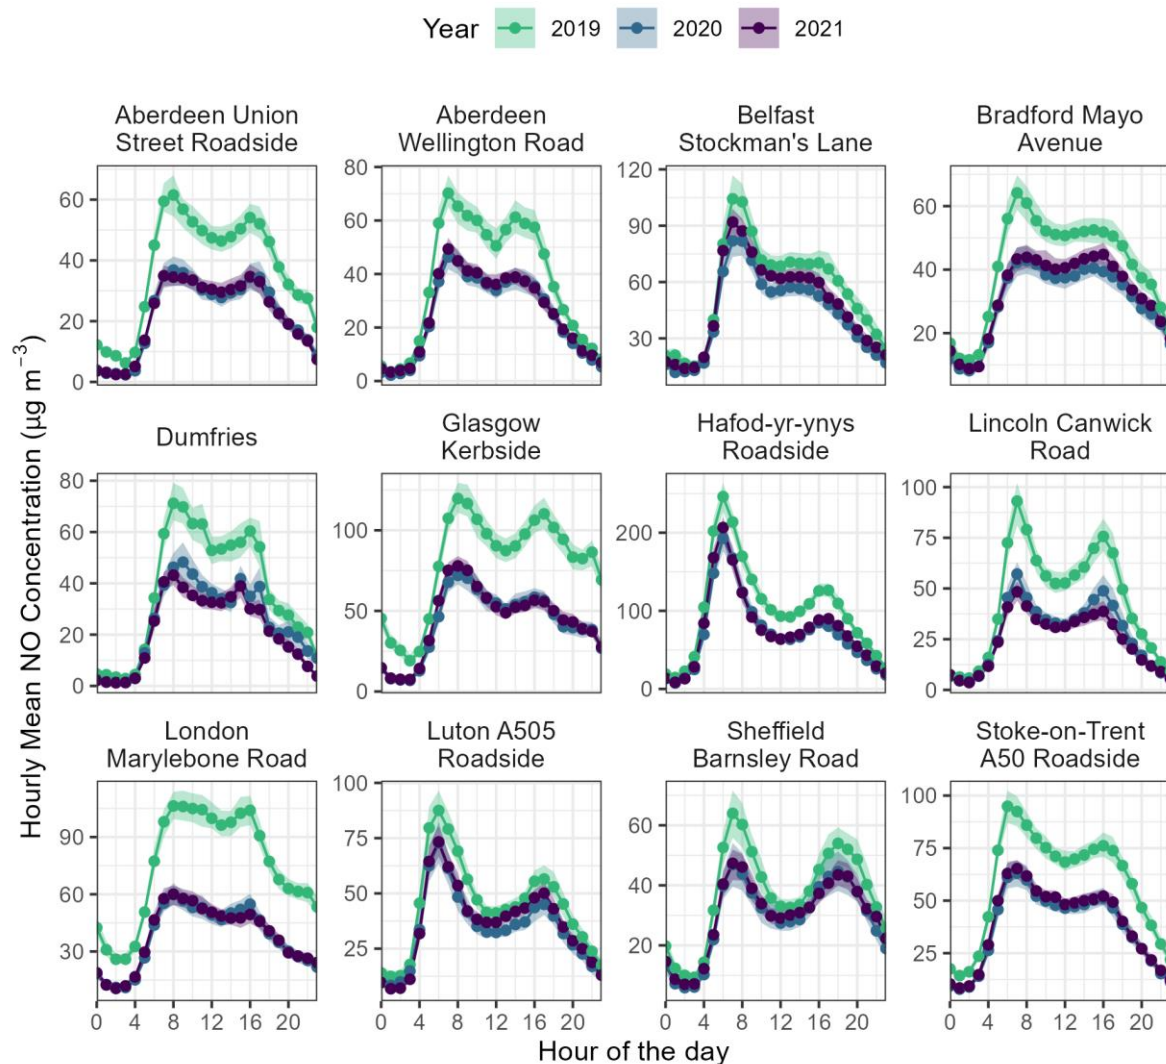 Year 2019 2020 2021
Hourly Mean NO Concentration (µg m⁻³)
Aberdeen Union
Street Roadside
60
40
20
0
Aberdeen
Wellington Road
80
60
40
20
0
Belfast
Stockman's Lane
120
90
60
30
Bradford Mayo
Avenue
60
40
20
Dumfries
80
60
40
20
0
Glasgow
Kerbside
100
50
0
Hafod-yr-ynys
Roadside
200
100
0
Lincoln Canwick
Road
100
75
50
25
0
London
Marylebone Road
90
60
30
0 4 8 12 16 20
Luton A505
Roadside
100
75
50
25
0 4 8 12 16 20
Sheffield
Barnsley Road
60
40
20
0 4 8 12 16 20
Stoke-on-Trent
A50 Roadside
100
75
50
25
0 4 8 12 16 20
Hour of the day